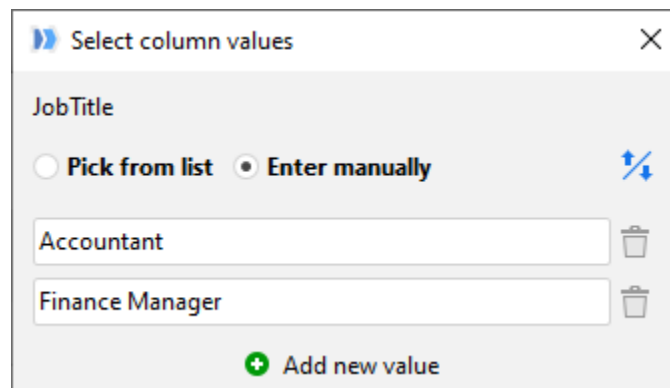 Select column values
JobTitle
Pick from list Enter manually
Accountant
Finance Manager
Add new value